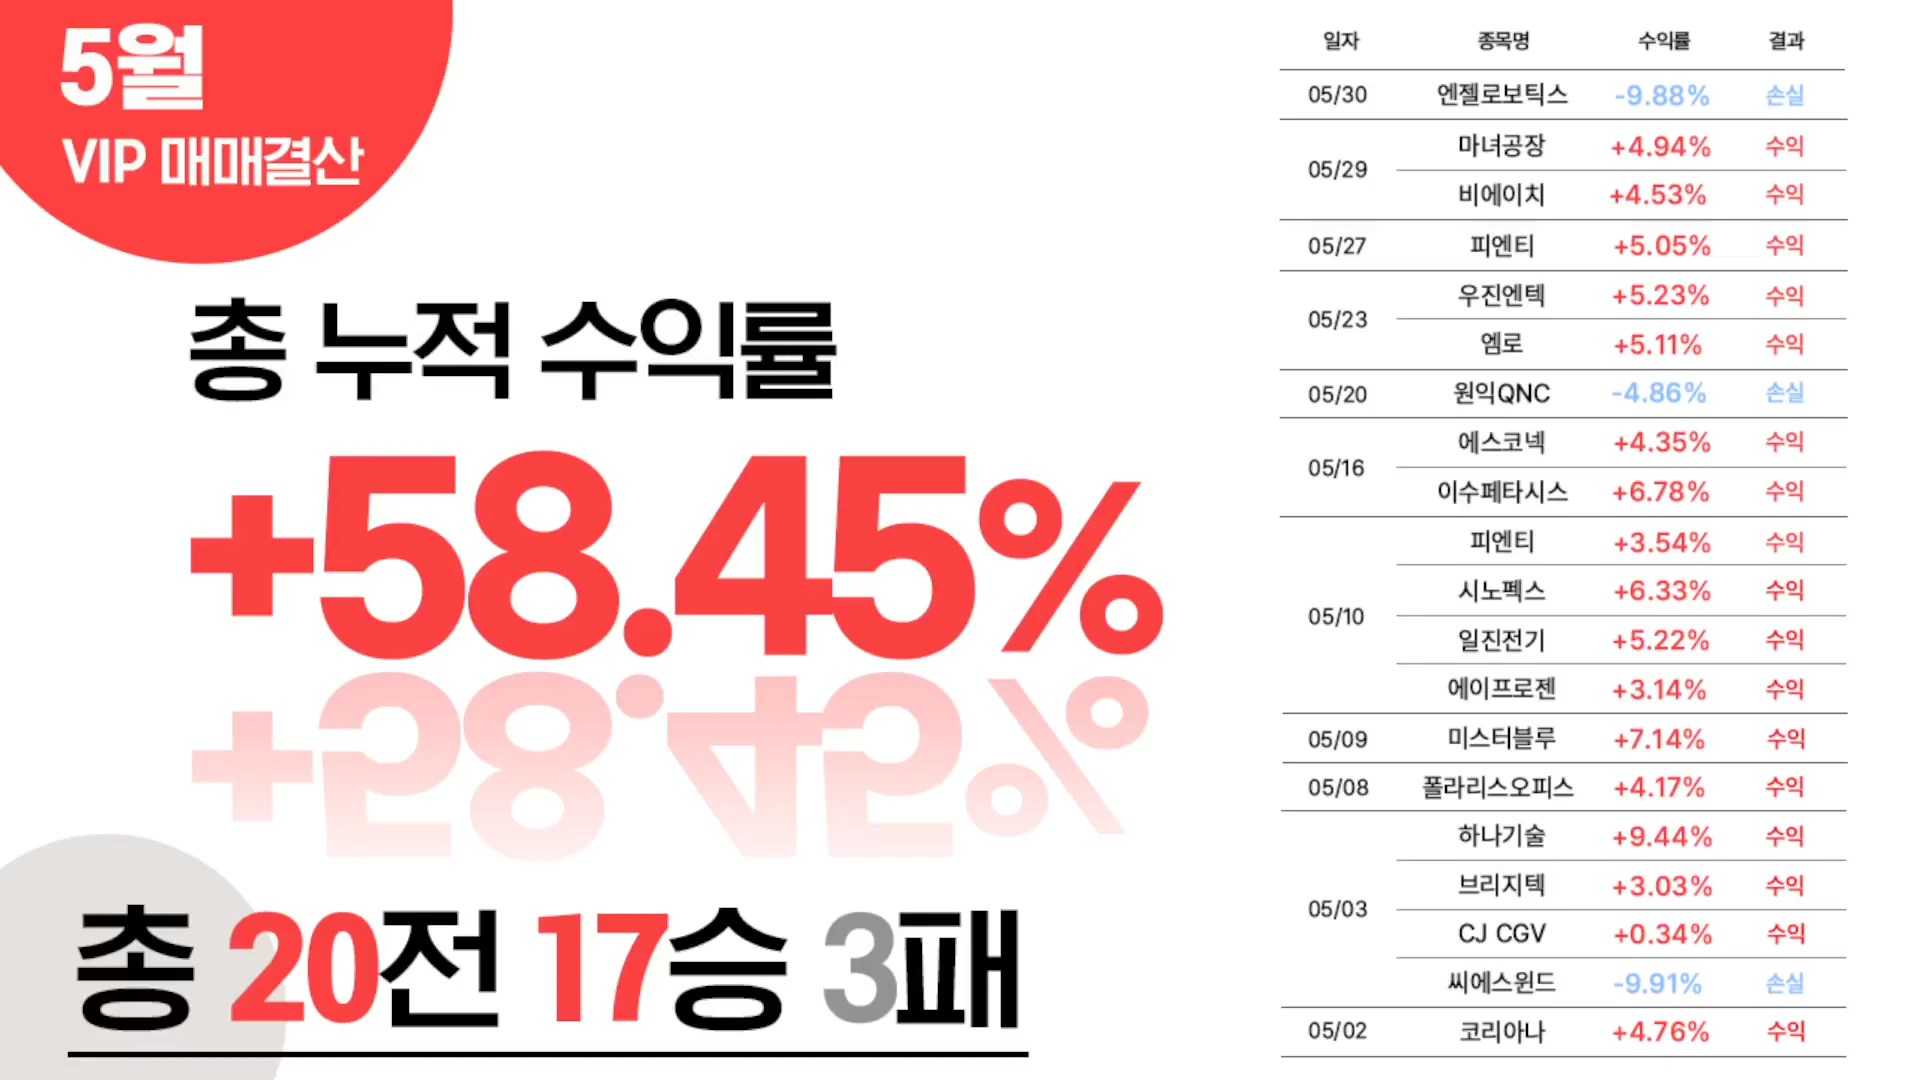 5월
VIP 매매결산
총 누적 수익률
+58.45%
총 20전 17승 3패
일자 종목명 수익률 결과
05/30 엔젤로보틱스 -9.88% 손실
05/29 마녀공장 +4.94% 수익
비에이치 +4.53% 수익
05/27 피엔티 +5.05% 수익
05/23 우진엔텍 +5.23% 수익
엠로 +5.11% 수익
05/20 원익QNC -4.86% 손실
05/16 에스코넥 +4.35% 수익
이수페타시스 +6.78% 수익
05/10 피엔티 +3.54% 수익
시노펙스 +6.33% 수익
일진전기 +5.22% 수익
에이프로젠 +3.14% 수익
05/09 미스터블루 +7.14% 수익
05/08 폴라리스오피스 +4.17% 수익
05/03 하나기술 +9.44% 수익
브리지텍 +3.03% 수익
CJ CGV +0.34% 수익
씨에스윈드 -9.91% 손실
05/02 코리아나 +4.76% 수익